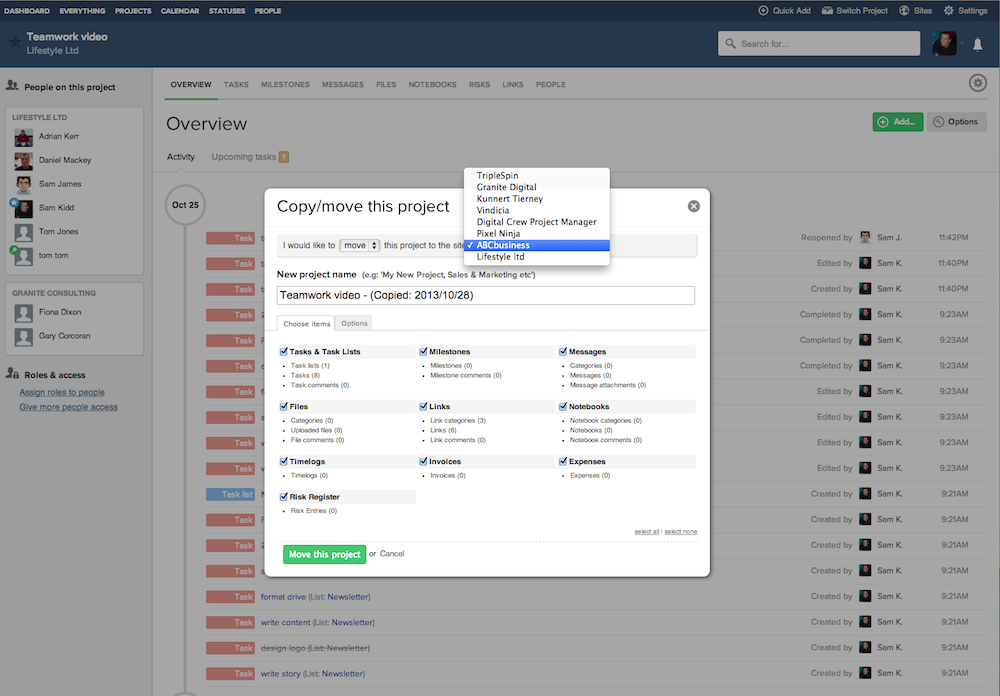 DASHBOARD EVERYTHING PROJECTS CALENDAR STATUSES PEOPLE Quick Add Switch Project Sites Settings
Teamwork video
Lifestyle Ltd
Search for...
People on this project
LIFESTYLE LTD
Adrian Kerr
Daniel Mackey
Sam James
Sam Kidd
Tom Jones
tom tom
GRANITE CONSULTING
Fiona Dixon
Gary Corcoran
Roles & access
Assign roles to people
Give more people access
OVERVIEW TASKS MILESTONES MESSAGES FILES NOTEBOOKS RISKS LINKS PEOPLE
Overview
Add...
Options
Activity Upcoming tasks 1
Oct 25
Copy/move this project
TripleSpin
Granite Digital
Kunnert Tierney
Vindicia
Digital Crew Project Manager
Pixel Ninja
✓ ABCbusiness
Lifestyle ltd
I would like to move this project to the site
New project name (e.g: 'My New Project, Sales & Marketing etc')
Teamwork video - (Copied: 2013/10/28)
Choose items Options
Tasks & Task Lists
• Task lists (1)
• Tasks (8)
• Task comments (0)
Milestones
• Milestones (0)
• Milestone comments (0)
Messages
• Categories (0)
• Messages (0)
• Message attachments (0)
Files
• Categories (0)
• Uploaded files (0)
• File comments (0)
Links
• Link categories (3)
• Links (6)
• Link comments (0)
Notebooks
• Notebook categories (0)
• Notebooks (0)
• Notebook comments (0)
Timelogs
• Timelogs (0)
Invoices
• Invoices (0)
Expenses
• Expenses (0)
Risk Register
• Risk Entries (0)
select all | select none
Move this project or Cancel
Task Reopened by Sam J. 11:42PM
Task Edited by Sam K. 11:40PM
Task Created by Sam K. 11:40PM
Task Completed by Sam K. 9:23AM
Task Completed by Sam K. 9:23AM
Task Completed by Sam K. 9:23AM
Task Edited by Sam K. 9:23AM
Task Edited by Sam K. 9:23AM
Task Edited by Sam K. 9:23AM
Task Edited by Sam K. 9:23AM
Task list Created by Sam K. 9:21AM
Task Created by Sam K. 9:21AM
Task Created by Sam K. 9:21AM
Task Created by Sam K. 9:21AM
Task format drive (List: Newsletter) Created by Sam K. 9:21AM
Task write content (List: Newsletter) Created by Sam K. 9:21AM
Task design logo (List: Newsletter) Created by Sam K. 9:21AM
Task write story (List: Newsletter) Created by Sam K. 9:21AM